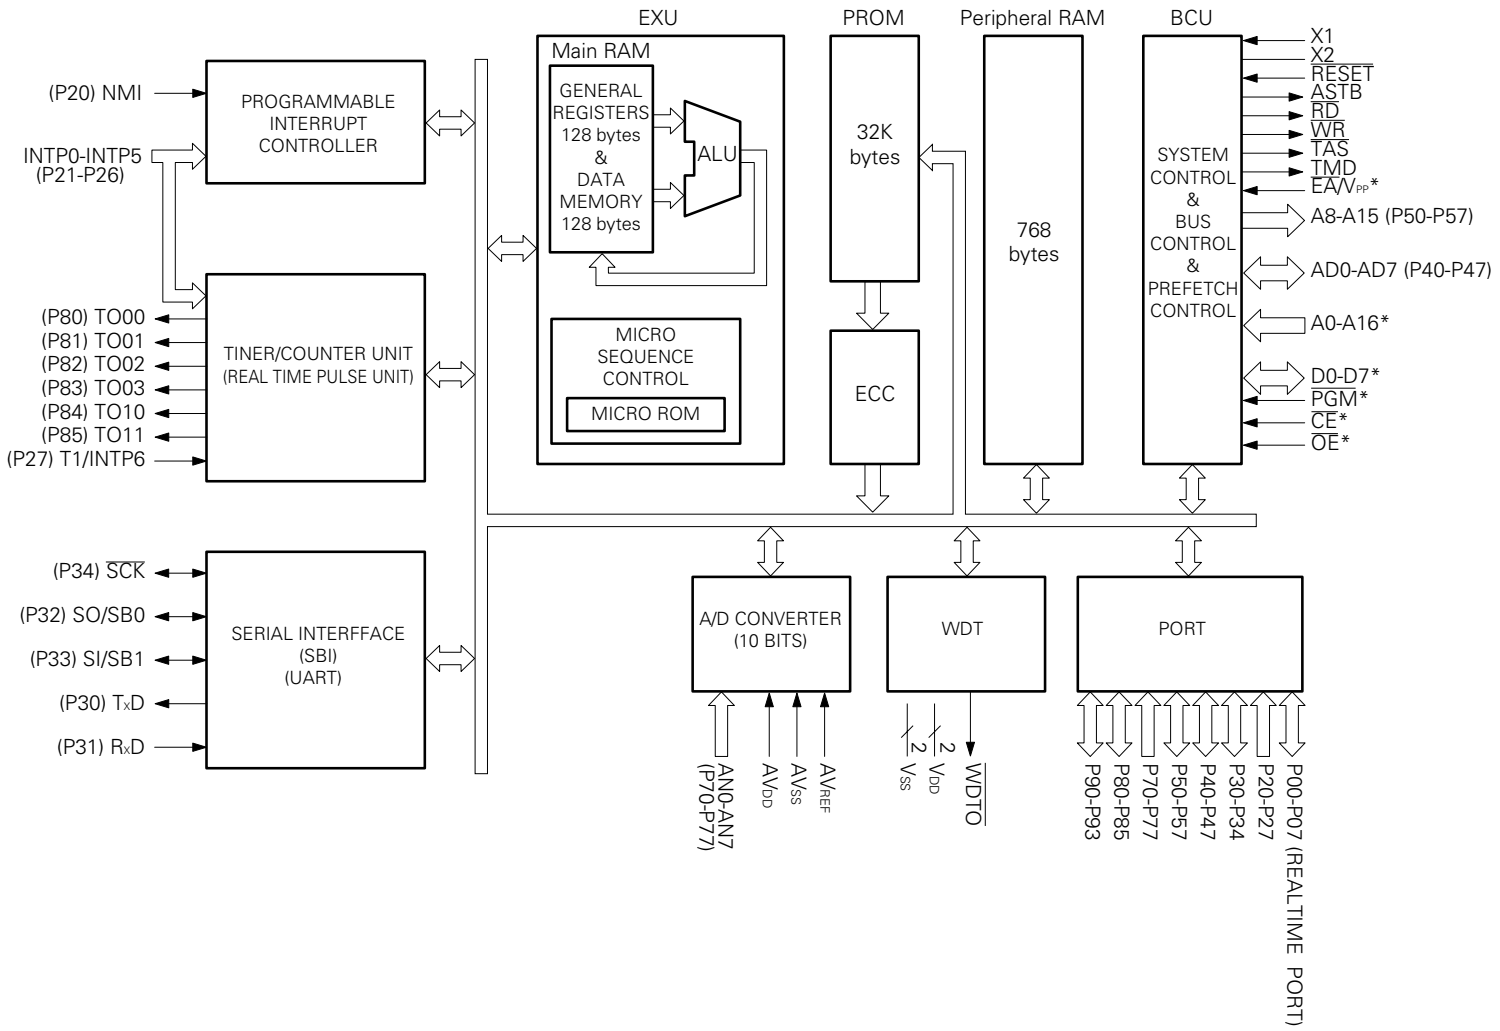 EXU
PROM
Peripheral RAM
BCU
(P20) NMI
INTP0-INTP5
(P21-P26)
PROGRAMMABLE
INTERRUPT
CONTROLLER
(P80) TO00
(P81) TO01
(P82) TO02
(P83) TO03
(P84) TO10
(P85) TO11
(P27) T1/INTP6
TINER/COUNTER UNIT
(REAL TIME PULSE UNIT)
(P34) SCK
(P32) SO/SB0
(P33) SI/SB1
(P30) TxD
(P31) RxD
SERIAL INTERFFACE
(SBI)
(UART)
Main RAM
GENERAL
REGISTERS
128 bytes
&
DATA
MEMORY
128 bytes
ALU
MICRO
SEQUENCE
CONTROL
MICRO ROM
32K
bytes
ECC
768
bytes
SYSTEM
CONTROL
&
BUS
CONTROL
&
PREFETCH
CONTROL
X1
X2
RESET
ASTB
RD
WR
TAS
TMD
EA/VPP*
A8-A15 (P50-P57)
AD0-AD7 (P40-P47)
A0-A16*
D0-D7*
PGM*
CE*
OE*
A/D CONVERTER
(10 BITS)
WDT
PORT
AN0-AN7
(P70-P77)
AVDD
AVSS
AVREF
2
VSS
2
VDD
WDTO
P90-P93
P80-P85
P70-P77
P50-P57
P40-P47
P30-P34
P20-P27
P00-P07 (REALTIME PORT)